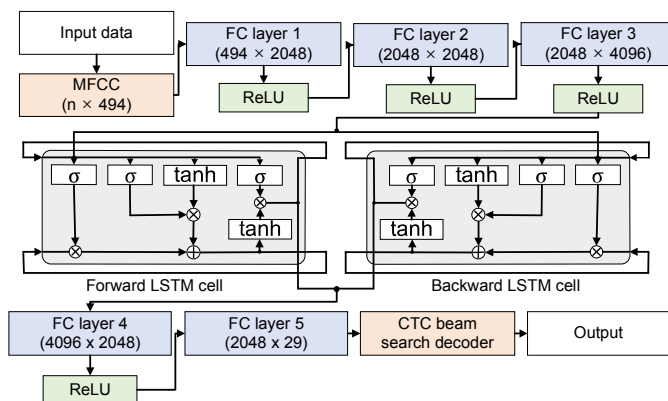 Input data
MFCC
(n × 494)
FC layer 1
(494 × 2048)
ReLU
FC layer 2
(2048 × 2048)
ReLU
FC layer 3
(2048 × 4096)
ReLU
σ
σ
tanh
σ
tanh
Forward LSTM cell
σ
tanh
σ
σ
tanh
Backward LSTM cell
FC layer 4
(4096 x 2048)
ReLU
FC layer 5
(2048 x 29)
CTC beam
search decoder
Output